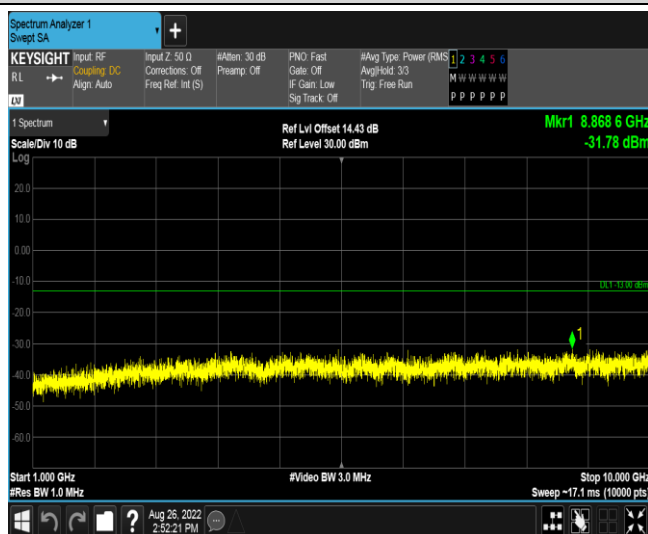 Spectrum Analyzer 1
Swept SA
+
KEYSIGHT Input: RF Input Z: 50 Ω #Atten: 30 dB PNO: Fast #Avg Type: Power (RMS 1 2 3 4 5 6
RL Coupling: DC Corrections: Off Preamp: Off Gate: Off Avg|Hold: 3/3 M W W W W W
Align: Auto Freq Ref: Int (S) IF Gain: Low Trig: Free Run
LXI Sig Track: Off P P P P P P
1 Spectrum Ref Lvl Offset 14.43 dB Mkr1 8.868 6 GHz
Scale/Div 10 dB Ref Level 30.00 dBm -31.78 dBm
Log
20.0
10.0
0.00
-10.0
DL1 -13.00 dBm
-20.0
-30.0
1
-40.0
-50.0
-60.0
Start 1.000 GHz #Video BW 3.0 MHz Stop 10.000 GHz
#Res BW 1.0 MHz Sweep ~17.1 ms (10000 pts)
? Aug 26, 2022
2:52:21 PM